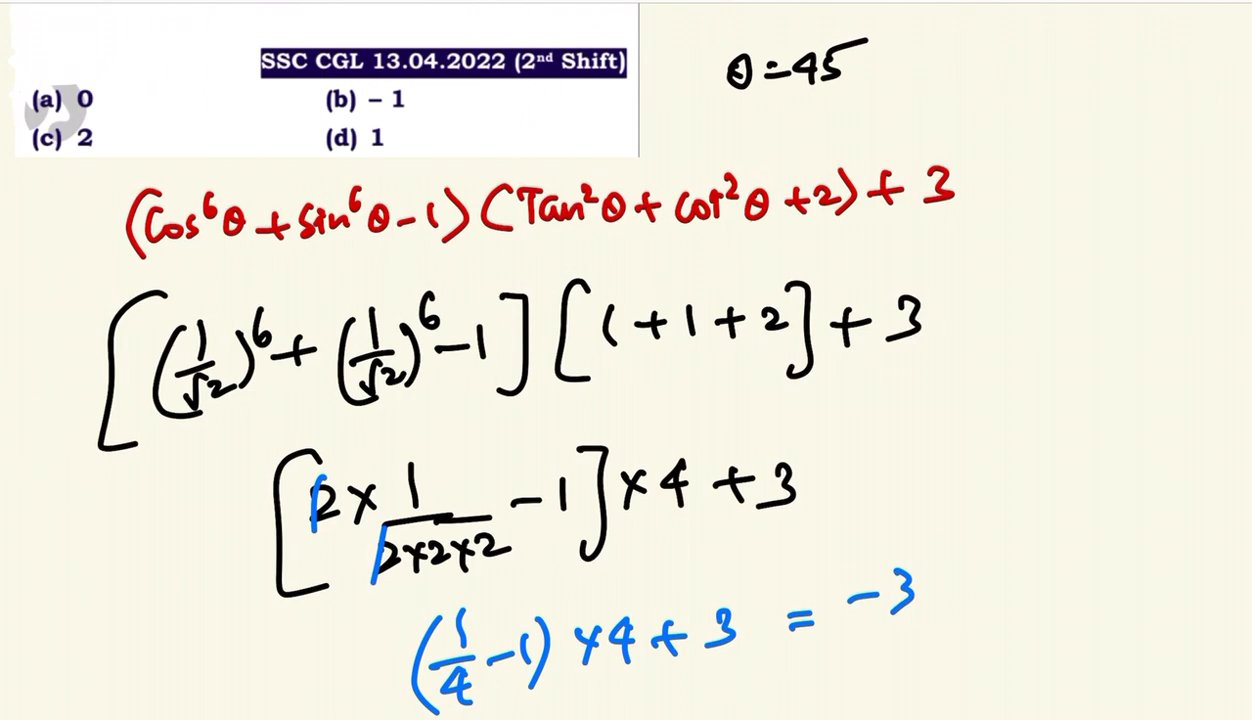 SSC CGL 13.04.2022 (2nd Shift)
(a) 0 (b) – 1
(c) 2 (d) 1
θ = 45
(Cos⁶θ + Sin⁶θ - 1) (Tan²θ + cot²θ + 2) + 3
[(1/√2)⁶ + (1/√2)⁶ - 1] [1 + 1 + 2] + 3
[2 × 1/(2×2×2) - 1] × 4 + 3
(1/4 - 1) × 4 + 3 = -3